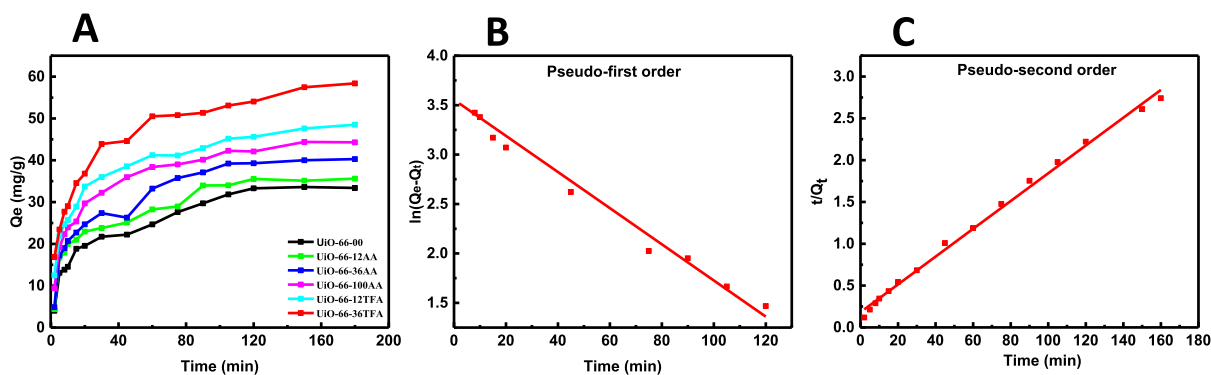 A
Qe (mg/g)
60
50
40
30
20
10
0
UiO-66-00
UiO-66-12AA
UiO-66-36AA
UiO-66-100AA
UiO-66-12TFA
UiO-66-36TFA
0 40 80 120 160 200
Time (min)
B
Pseudo-first order
ln(Qe-Qt)
4.0
3.5
3.0
2.5
2.0
1.5
0 20 40 60 80 100 120
Time (min)
C
Pseudo-second order
t/Qt
3.0
2.5
2.0
1.5
1.0
0.5
0.0
0 20 40 60 80 100 120 140 160 180
Time (min)